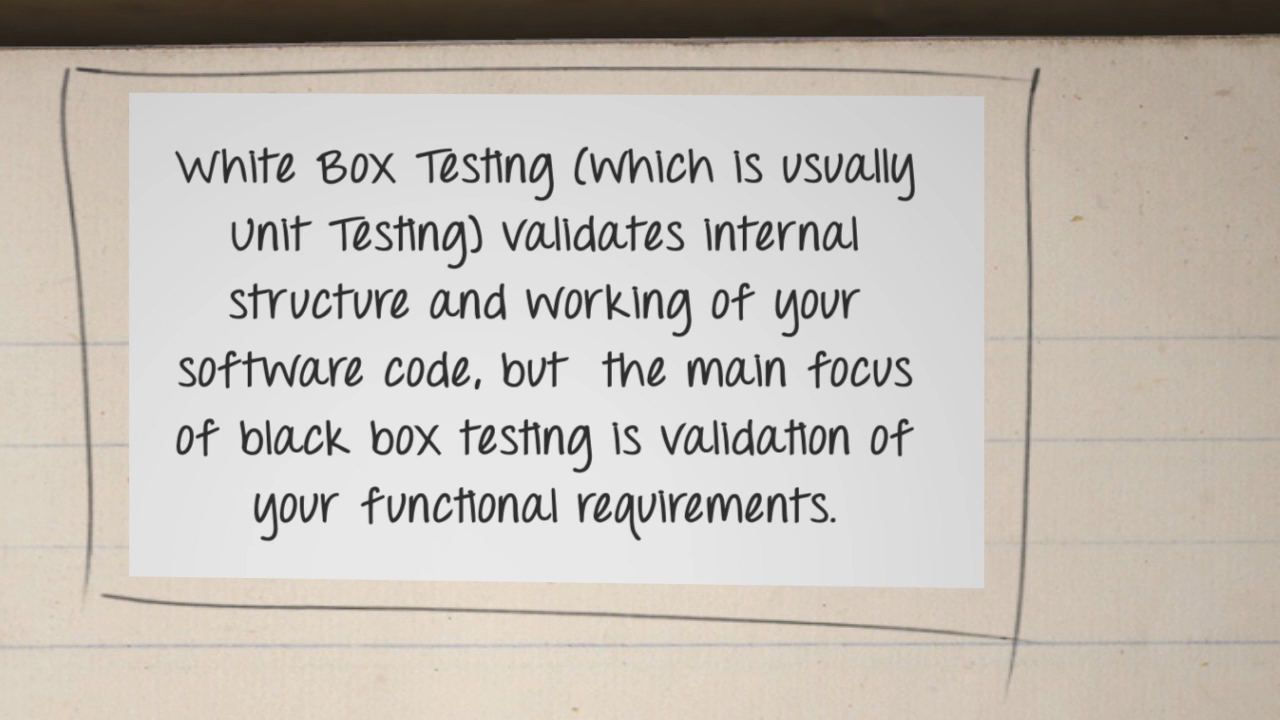 White Box Testing (which is usually
Unit Testing) validates internal
structure and working of your
software code, but  the main focus
of black box testing is validation of
your functional requirements.